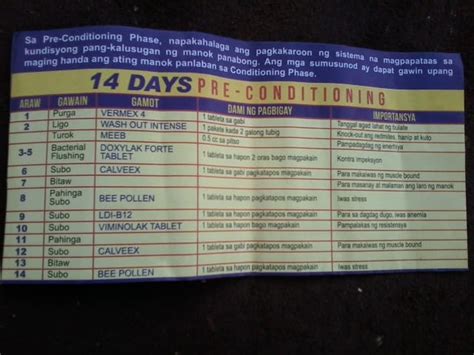 Sa Pre-Conditioning Phase, napakahalaga ang pagkakaroon ng sistema na magpapataas sa
kundisyong pang-kalusugan ng manok panabong. Ang mga sumusunod ay dapat gawin upang
maging handa ang ating manok panlaban sa Conditioning Phase.
14 DAYS PRE-CONDITIONING
ARAW GAWAIN GAMOT DAMI NG PAGBIGAY IMPORTANSYA
1 Purga VERMEX 4 1 tableta sa gabi Tanggal agad lahat ng bulate
2 Ligo WASH OUT INTENSE 1 pakete kada 2 galong tubig Knock-out ang redmites, hanip at kuto
Turok MEEB 0.5 cc sa pitso Pampadagdag ng enerhiya
3-5 Bacterial Flushing DOXYLAK FORTE TABLET 1 tableta sa hapon 2 oras bago magpakain Kontra impeksyon
6 Subo CALVEEX 1 tableta sa gabi pagkatapos magpakain Para makaiwas ng muscle bound
7 Bitaw Para masanay at malaman ang laro ng manok
8 Pahinga
Subo BEE POLLEN 1 tableta sa hapon pagkatapos magpakain Iwas stress
9 Subo LDI-B12 1 tableta sa hapon pagkatapos magpakain Para sa dagdag dugo, iwas anemia
10 Subo VIMINOLAK TABLET 1 tableta sa hapon bago magpakain Pampalakas ng resistensya
11 Pahinga
12 Subo CALVEEX 1 tableta sa gabi pagkatapos magpakain Para makaiwas ng muscle bound
13 Bitaw
14 Subo BEE POLLEN 1 tableta sa hapon pagkatapos magpakain Iwas stress